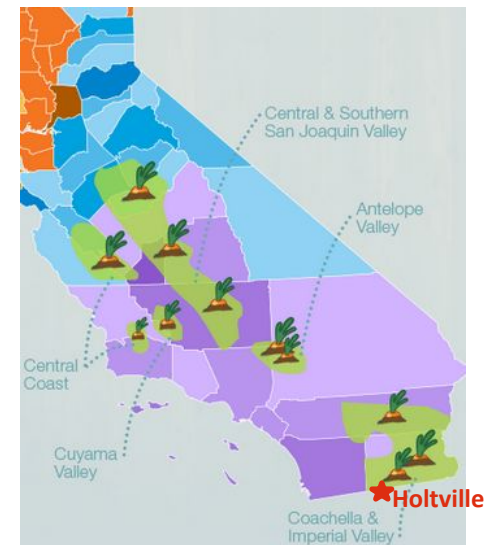 Central & Southern
San Joaquin Valley
Antelope
Valley
Central
Coast
Cuyama
Valley
Holtville
Coachella &
Imperial Valley